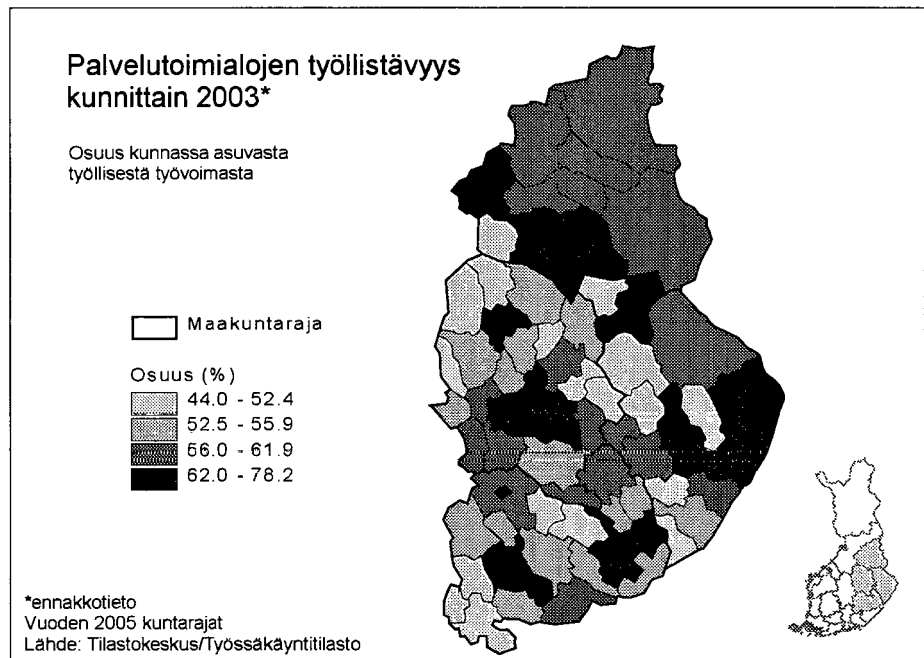 Palvelutoimialojen työllistävyys
kunnittain 2003*
Osuus kunnassa asuvasta
työllisestä työvoimasta
Maakuntaraja
Osuus (%)
44.0 - 52.4
52.5 - 55.9
56.0 - 61.9
62.0 - 78.2
*ennakkotieto
Vuoden 2005 kuntarajat
Lähde: Tilastokeskus/Työssäkäyntitilasto